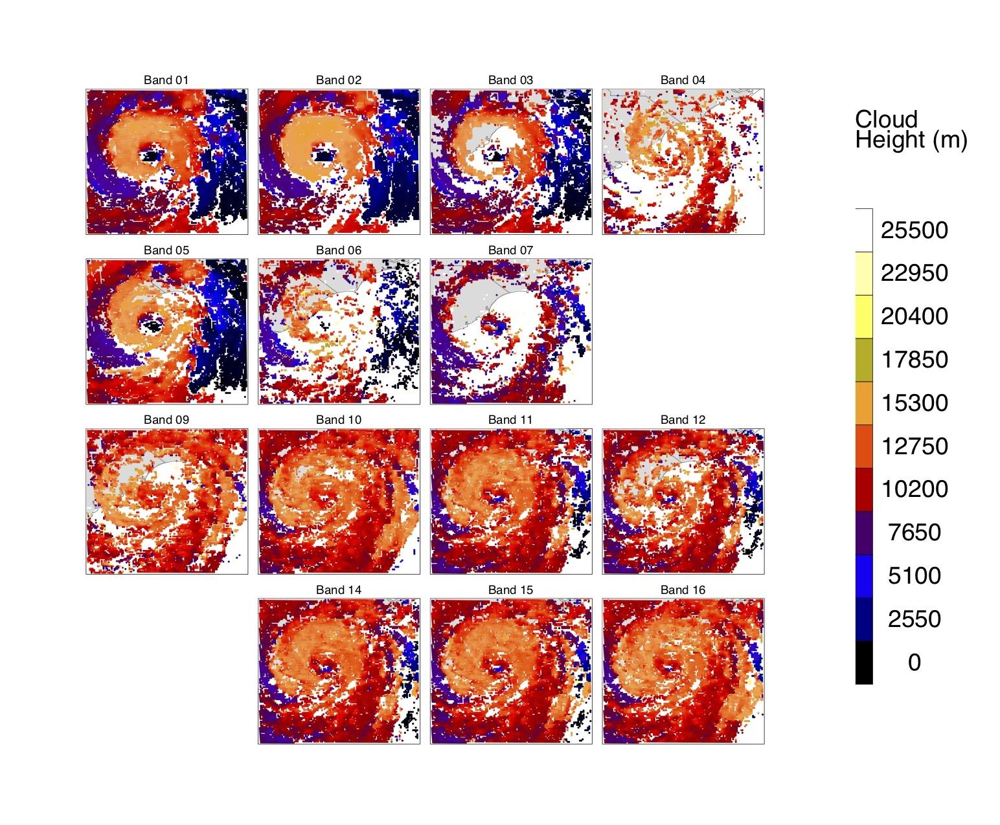 Band 01
Band 02
Band 03
Band 04
Cloud
Height (m)
Band 05
Band 06
Band 07
25500
22950
20400
17850
15300
12750
10200
7650
5100
2550
0
Band 09
Band 10
Band 11
Band 12
Band 14
Band 15
Band 16